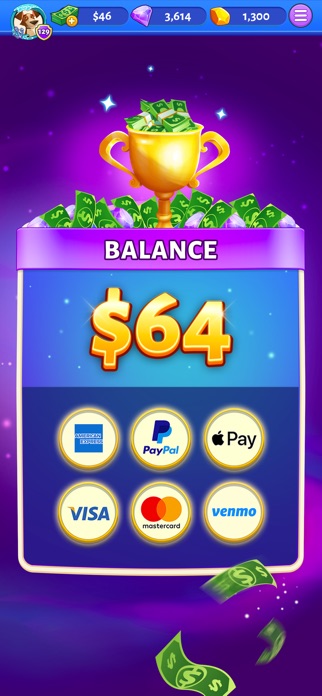 $46 3,614 1,300
129
BALANCE
$64
AMERICAN EXPRESS
PayPal
Pay
VISA
mastercard
venmo